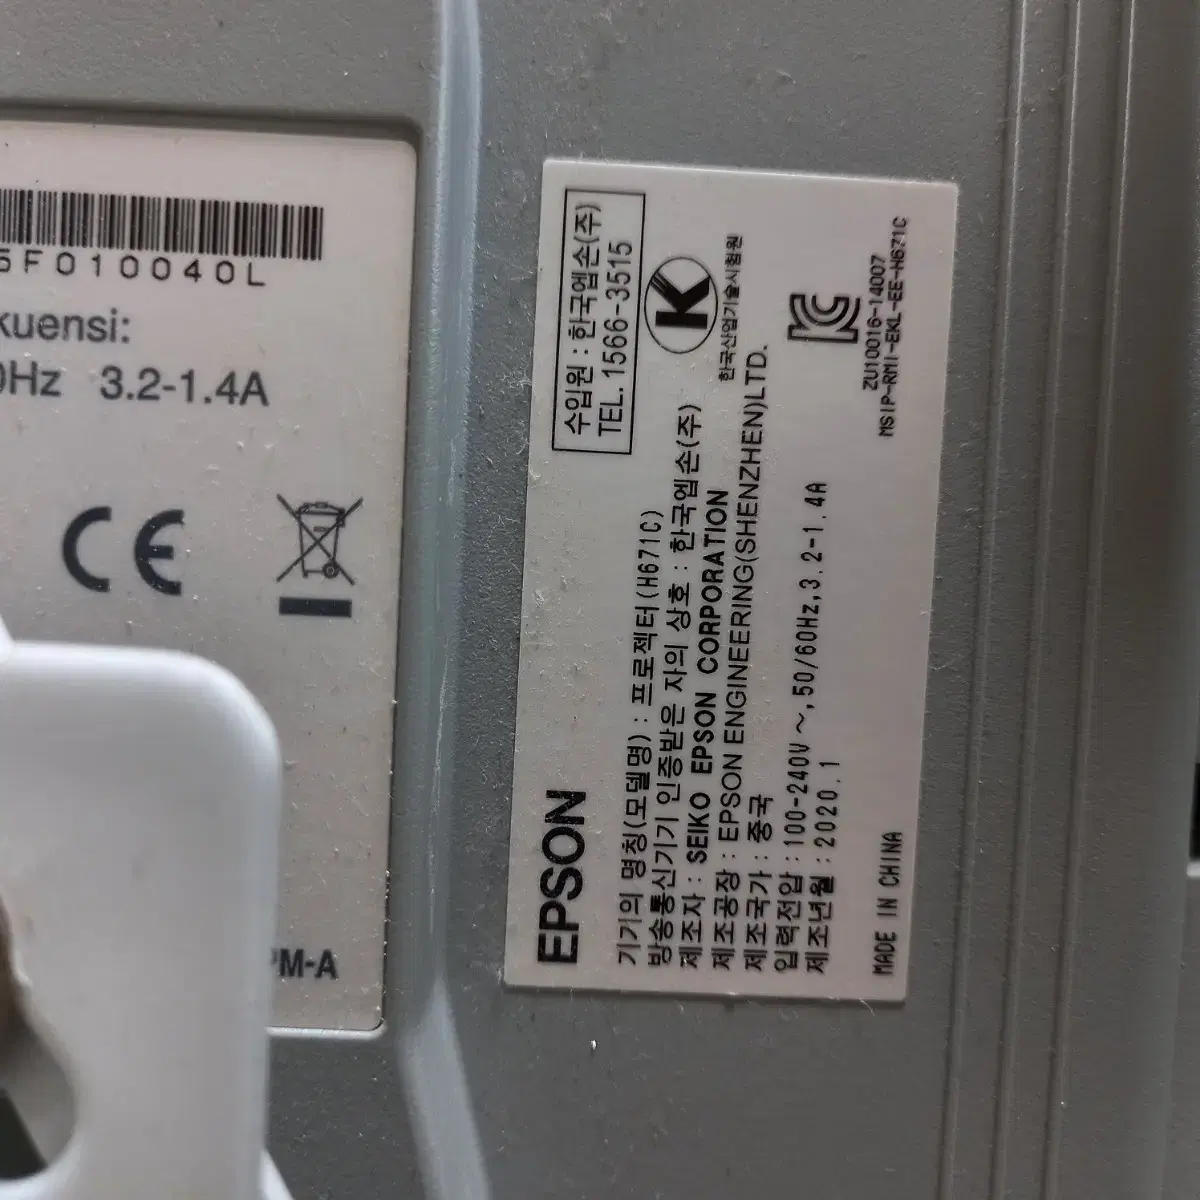 5F010040L
kuensi:
0Hz 3.2-1.4A
CE
PM-A
EPSON
수입원 : 한국엡손(주)
TEL.1566-3515
기기의 명칭(모델명) : 프로젝터(H671C)
방송통신기기 인증받은 자의 상호 : 한국엡손(주)
제조자 : SEIKO EPSON CORPORATION
제조공장 : EPSON ENGINEERING(SHENZHEN)LTD.
제조국가 : 중국
입력전압 : 100-240V ~,50/60Hz,3.2-1.4A
제조년월 : 2020.1
K
한국산업기술시험원
ZU10016-14007
MSIP-RMI-EKL-EE-H671C
MADE IN CHINA